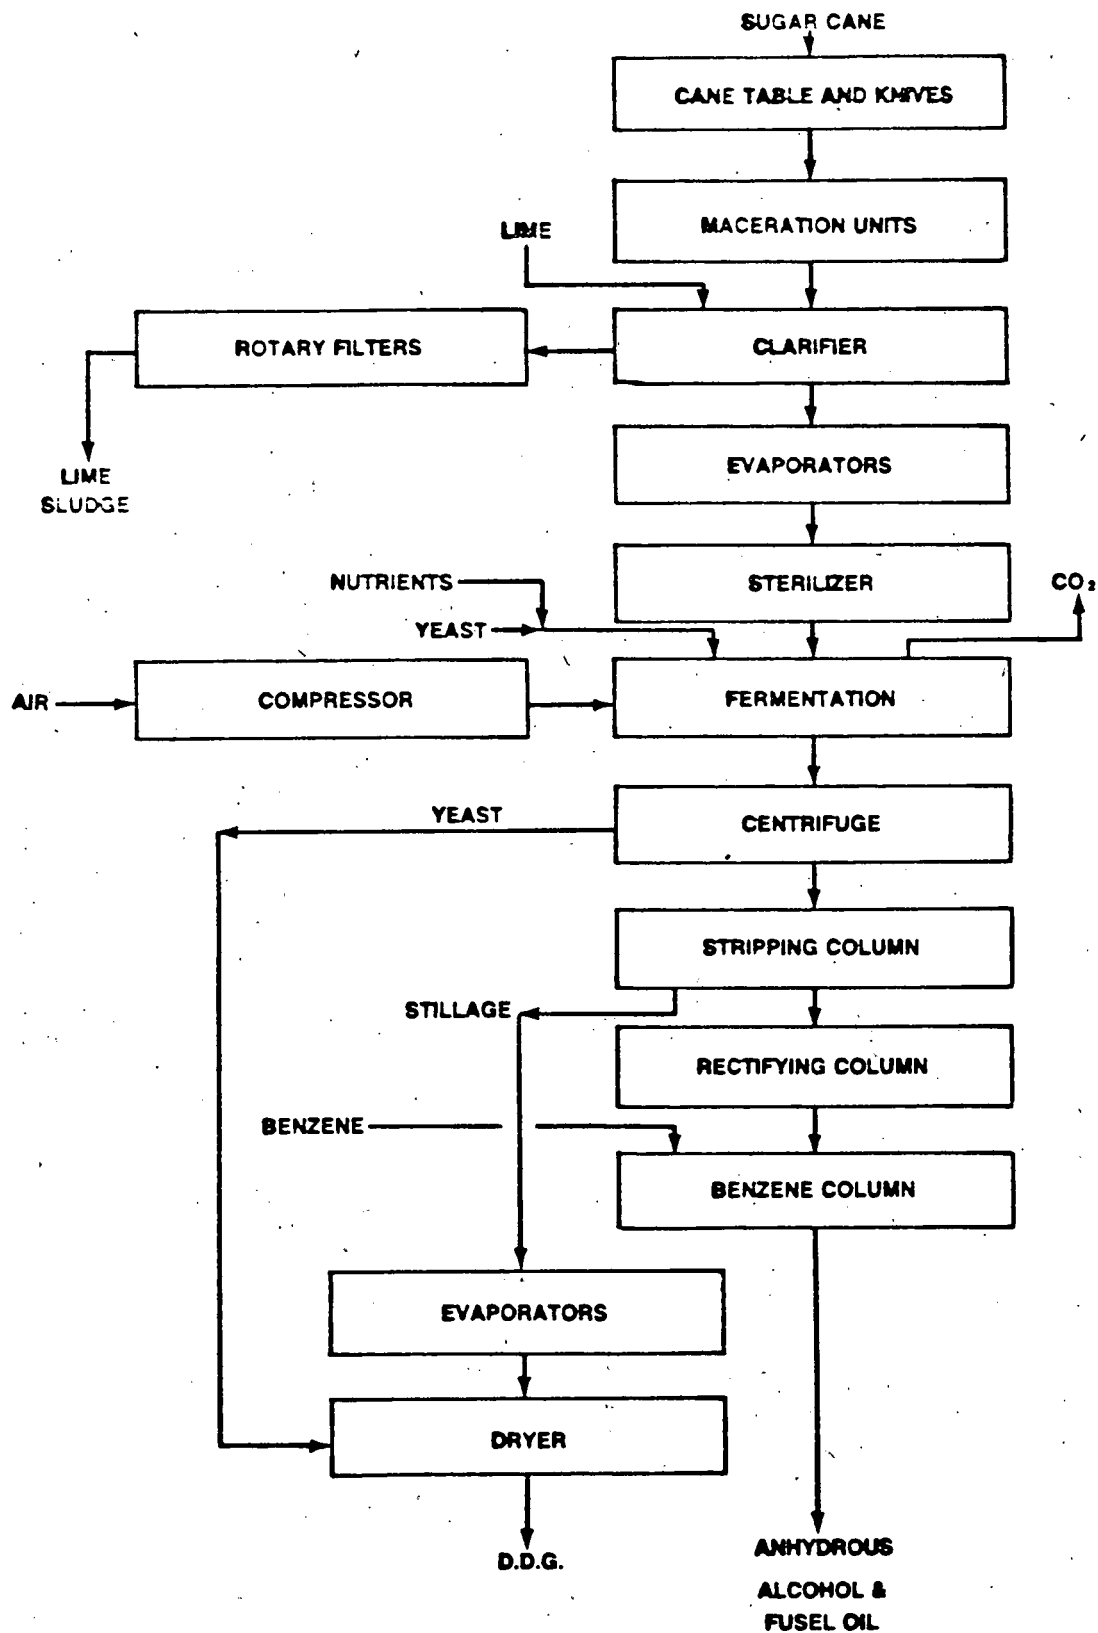 SUGAR CANE
CANE TABLE AND KNIVES
MACERATION UNITS
LIME
ROTARY FILTERS
CLARIFIER
LIME
SLUDGE
EVAPORATORS
NUTRIENTS
STERILIZER
CO₂
YEAST
AIR
COMPRESSOR
FERMENTATION
YEAST
CENTRIFUGE
STRIPPING COLUMN
STILLAGE
RECTIFYING COLUMN
BENZENE
BENZENE COLUMN
EVAPORATORS
DRYER
D.D.G.
ANHYDROUS
ALCOHOL &
FUSEL OIL